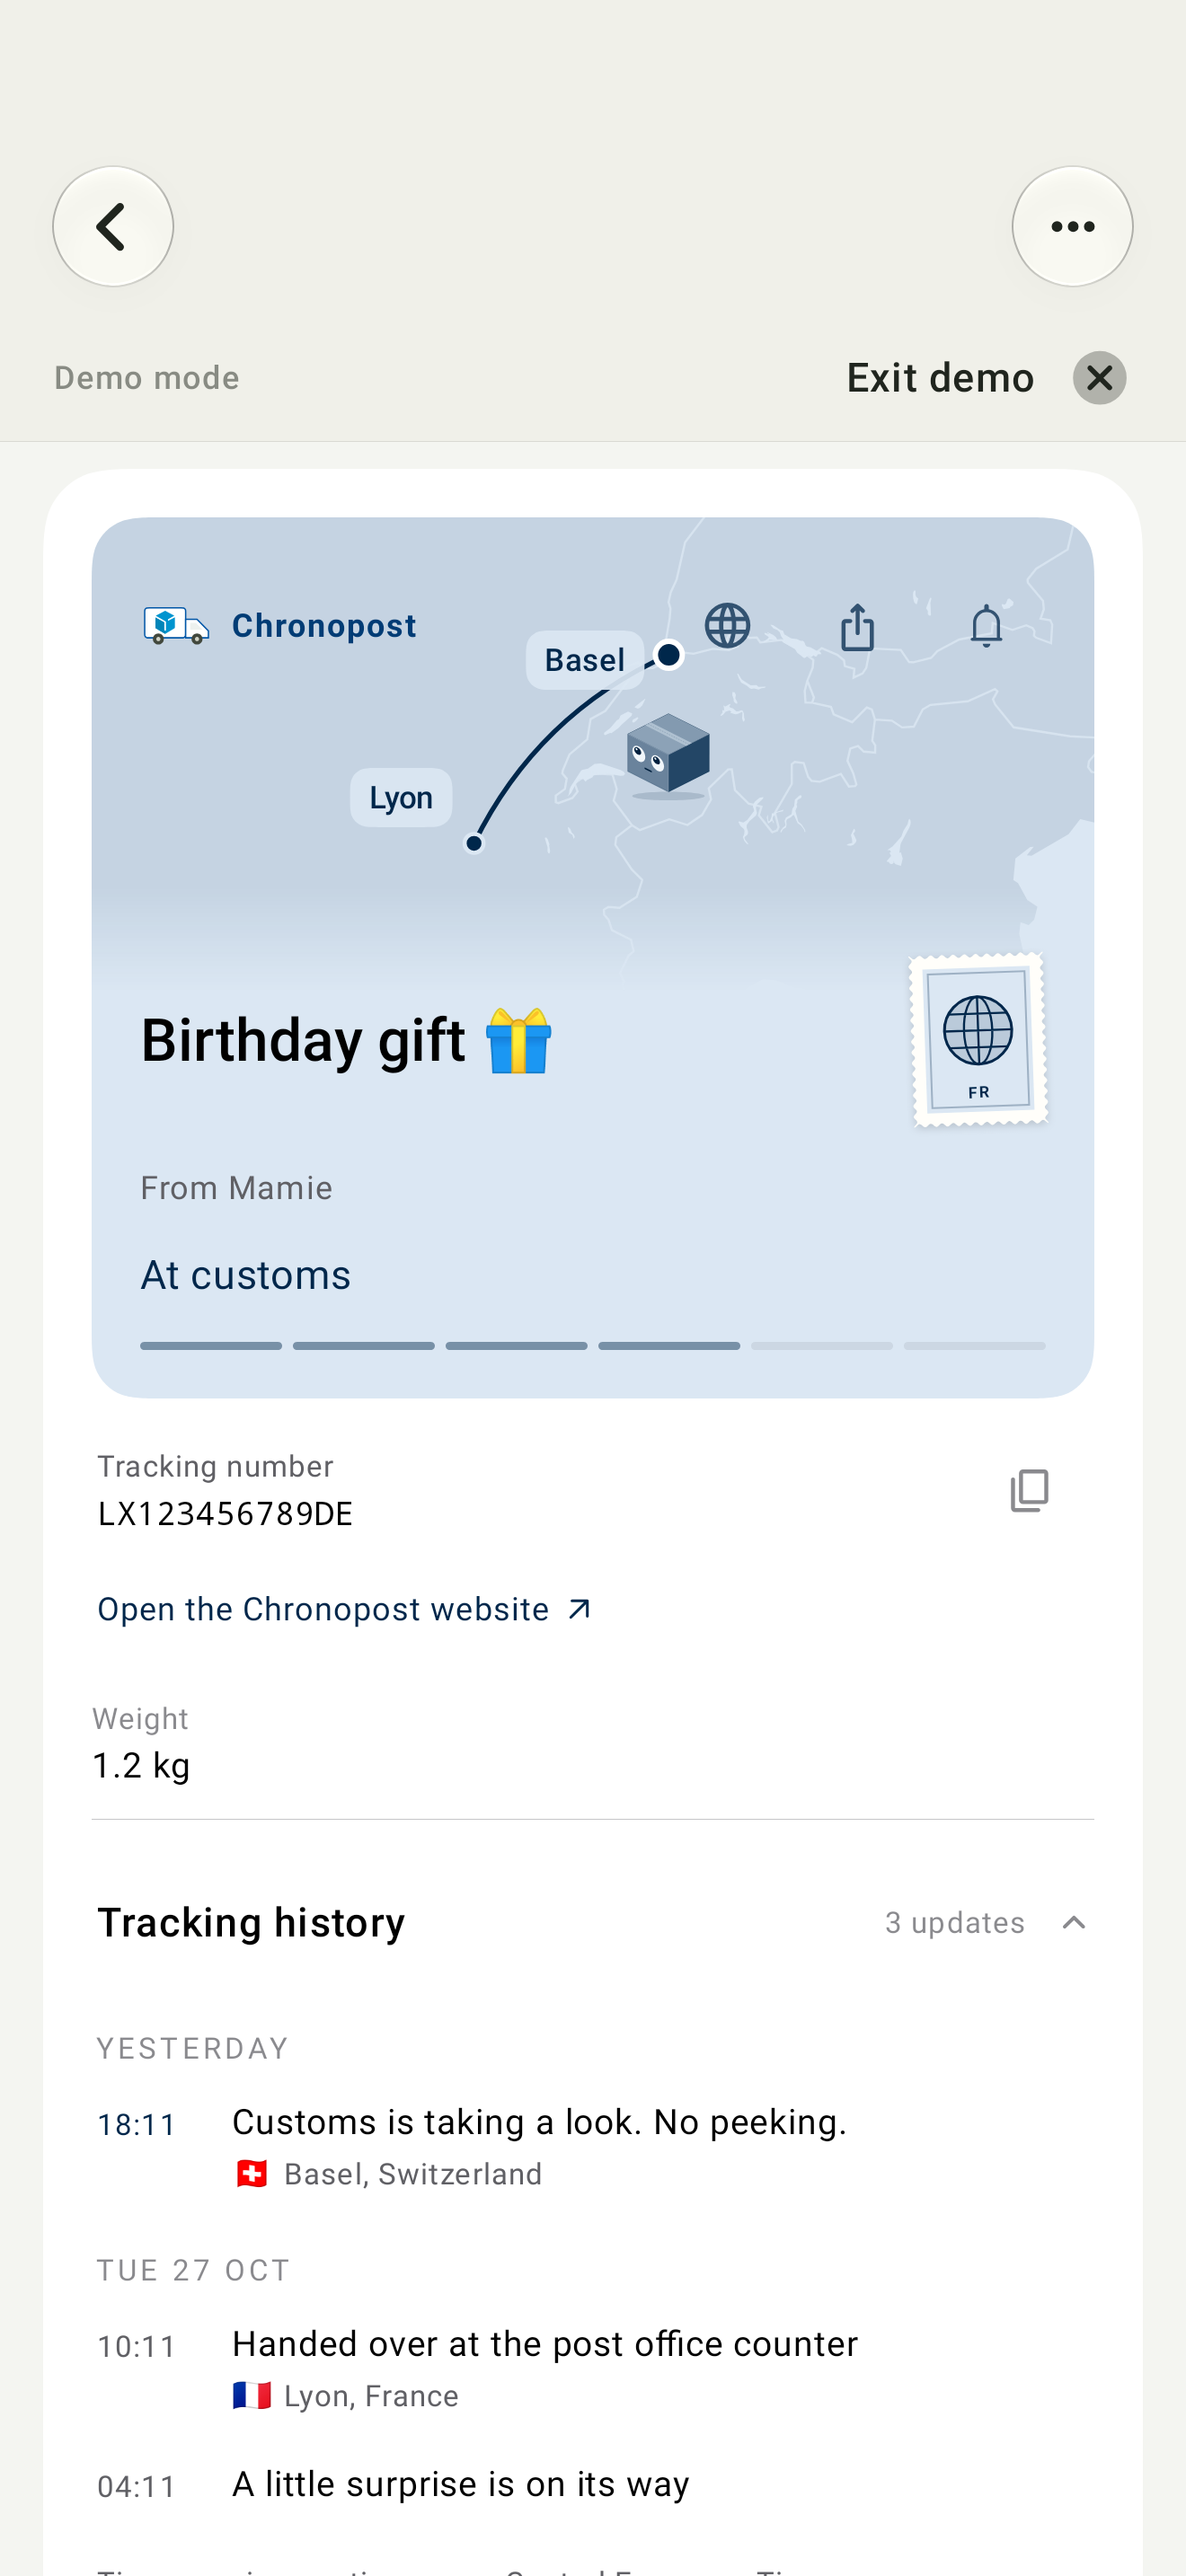 Demo mode
Exit demo
Chronopost
Basel
Lyon
Birthday gift 🎁
FR
From Mamie
At customs
Tracking number
LX123456789DE
Open the Chronopost website
Weight
1.2 kg
Tracking history
3 updates
YESTERDAY
18:11 Customs is taking a look. No peeking.
🇨🇭 Basel, Switzerland
TUE 27 OCT
10:11 Handed over at the post office counter
🇫🇷 Lyon, France
04:11 A little surprise is on its way